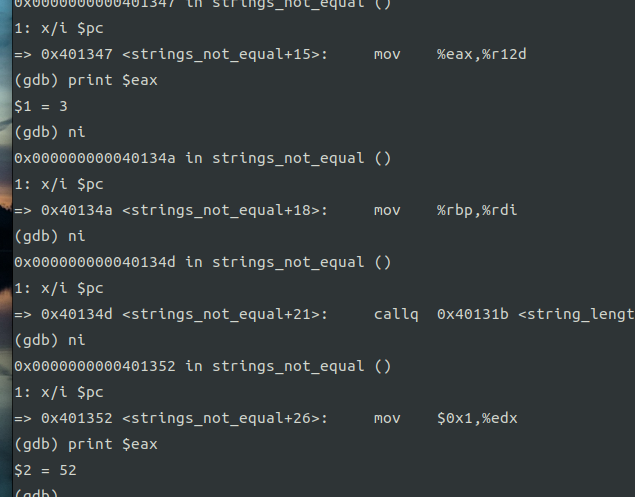 0x0000000000401347 in strings_not_equal ()
1: x/i $pc
=> 0x401347 <strings_not_equal+15>:     mov    %eax,%r12d
(gdb) print $eax
$1 = 3
(gdb) ni
0x000000000040134a in strings_not_equal ()
1: x/i $pc
=> 0x40134a <strings_not_equal+18>:     mov    %rbp,%rdi
(gdb) ni
0x000000000040134d in strings_not_equal ()
1: x/i $pc
=> 0x40134d <strings_not_equal+21>:     callq  0x40131b <string_lengt
(gdb) ni
0x0000000000401352 in strings_not_equal ()
1: x/i $pc
=> 0x401352 <strings_not_equal+26>:     mov    $0x1,%edx
(gdb) print $eax
$2 = 52
(gdb)